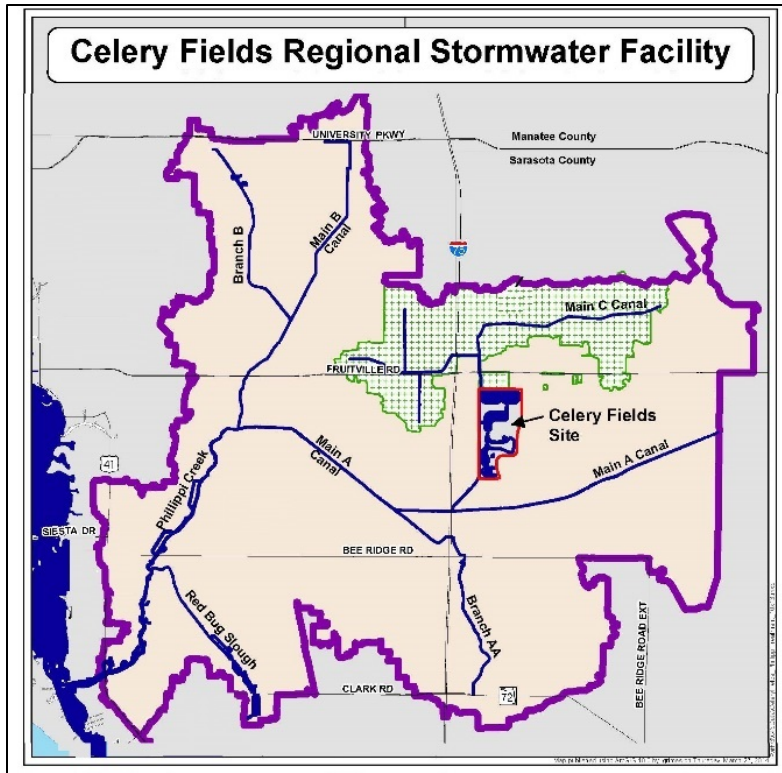 Celery Fields Regional Stormwater Facility
UNIVERSITY PKWY
Manatee County
Sarasota County
Branch B
Main B
Canal
75
Main C Canal
FRUITVILLE RD
Celery Fields
Site
41
Main A
Canal
Main A Canal
Phillippi Creek
SIESTA DR
BEE RIDGE RD
Red Bug Slough
Branch AA
BEE RIDGE ROAD EXT
CLARK RD
72